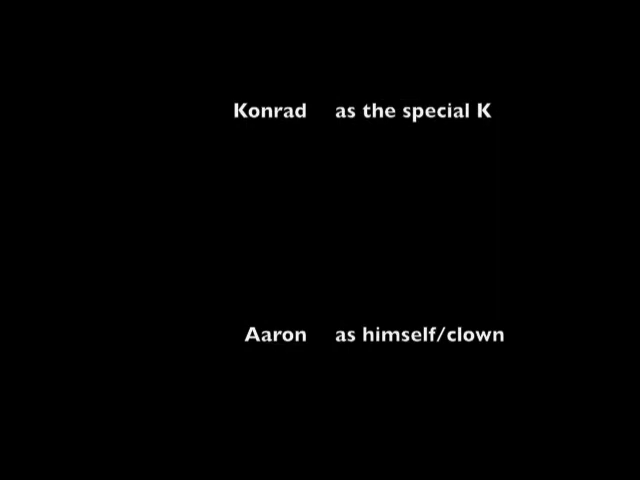 Konrad as the special K
Aaron as himself/clown